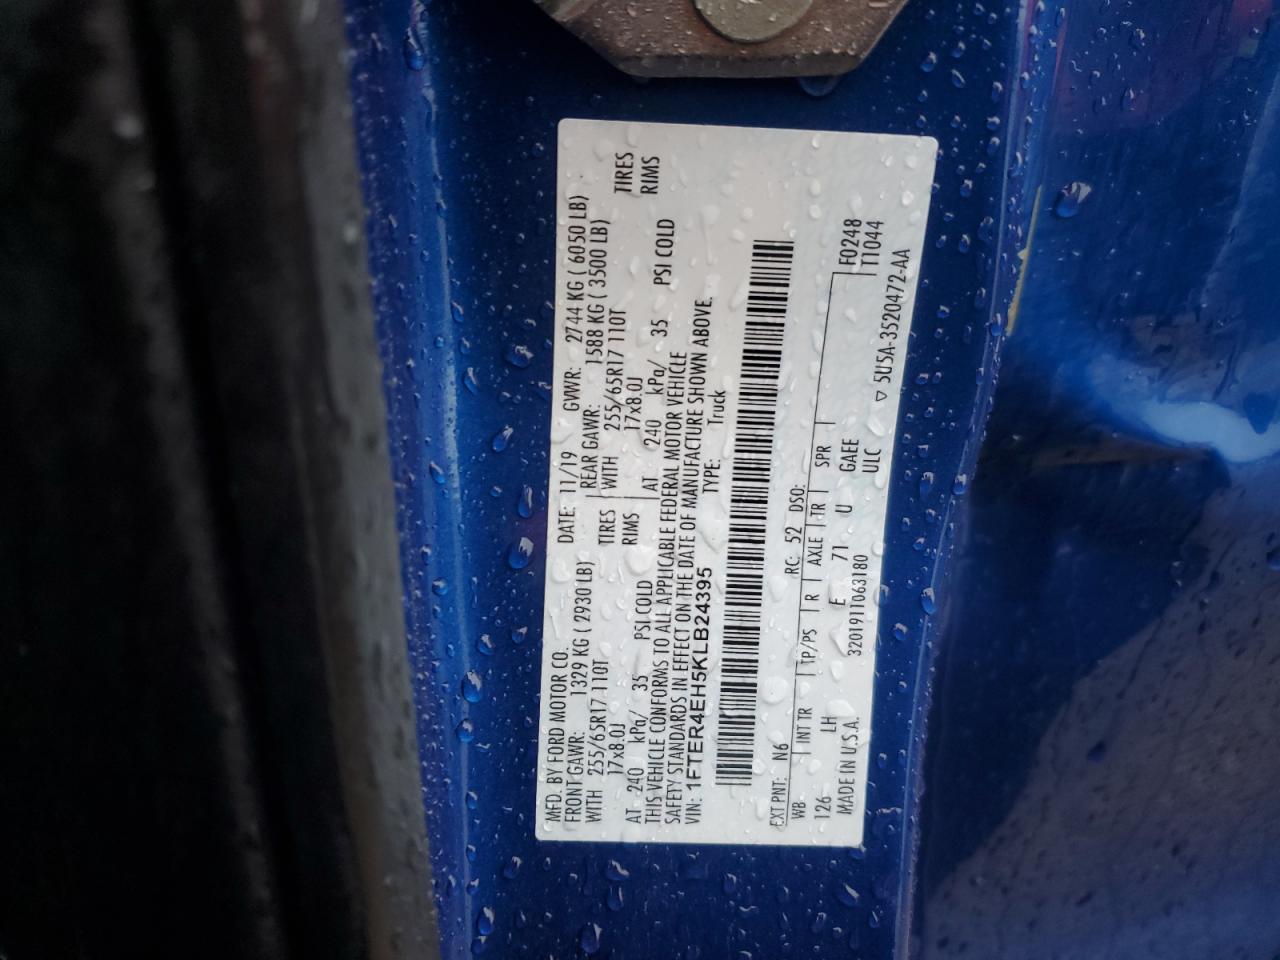 MFD. BY FORD MOTOR CO.
DATE: 11/19 GVWR: 2744 KG ( 6050 LB)
FRONT GAWR: 1329 KG ( 2930 LB) REAR GAWR: 1588 KG ( 3500 LB)
WITH 255/65R17 110T TIRES WITH 255/65R17 110T TIRES
17x8.0J RIMS 17x8.0J RIMS
AT 240 kPa/ 35 PSI COLD AT 240 kPa/ 35 PSI COLD
THIS VEHICLE CONFORMS TO ALL APPLICABLE FEDERAL MOTOR VEHICLE
SAFETY STANDARDS IN EFFECT ON THE DATE OF MANUFACTURE SHOWN ABOVE.
VIN: 1FTER4EH5KLB24395 TYPE: Truck
EXT PNT: N6 RC: 52 DSO:
WB INT TR TP/PS R AXLE TR SPR F0248
126 LH E 71 U GAEE T1044
MADE IN U.S.A. 3201911063180 ULC
▽ 5U5A-3520472-AA